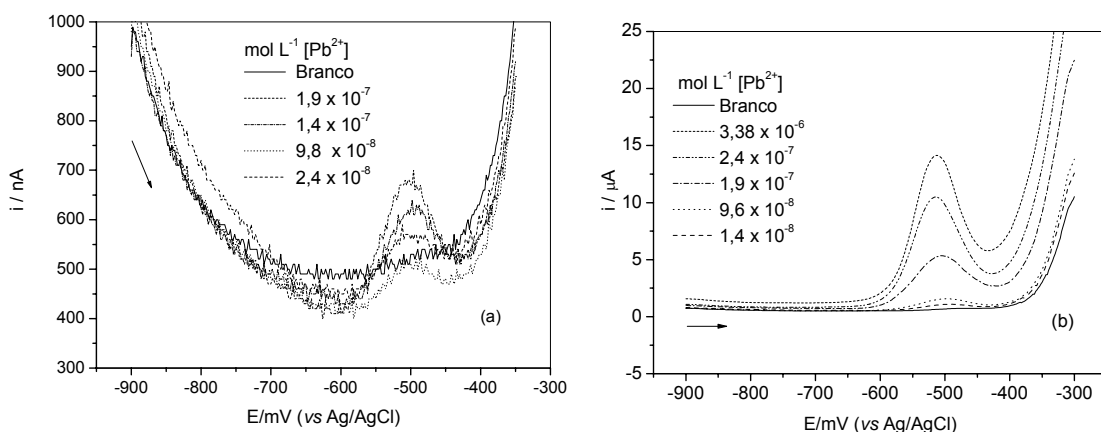 1000
900
800
700
600
500
400
300
i / nA
mol L⁻¹ [Pb²⁺]
Branco
1,9 x 10⁻⁷
1,4 x 10⁻⁷
9,8 x 10⁻⁸
2,4 x 10⁻⁸
(a)
-900 -800 -700 -600 -500 -400 -300
E/mV (vs Ag/AgCl)
25
20
15
10
5
0
-5
i / µA
mol L⁻¹ [Pb²⁺]
Branco
3,38 x 10⁻⁶
2,4 x 10⁻⁷
1,9 x 10⁻⁷
9,6 x 10⁻⁸
1,4 x 10⁻⁸
(b)
-900 -800 -700 -600 -500 -400 -300
E/mV (vs Ag/AgCl)